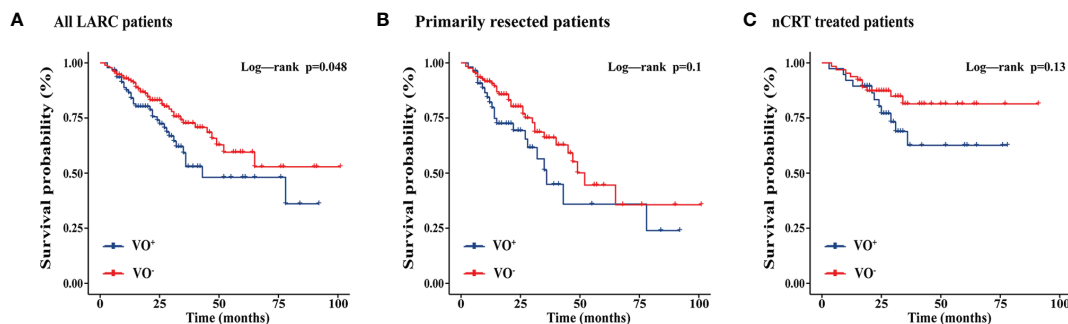 A All LARC patients
Log—rank p=0.048
Survival probability (%)
1.00
0.75
0.50
0.25
0.00
VO⁺
VO⁻
0 25 50 75 100
Time (months)
B Primarily resected patients
Log—rank p=0.1
Survival probability (%)
1.00
0.75
0.50
0.25
0.00
VO⁺
VO⁻
0 25 50 75 100
Time (months)
C nCRT treated patients
Log—rank p=0.13
Survival probability (%)
1.00
0.75
0.50
0.25
0.00
VO⁺
VO⁻
0 25 50 75 100
Time (months)